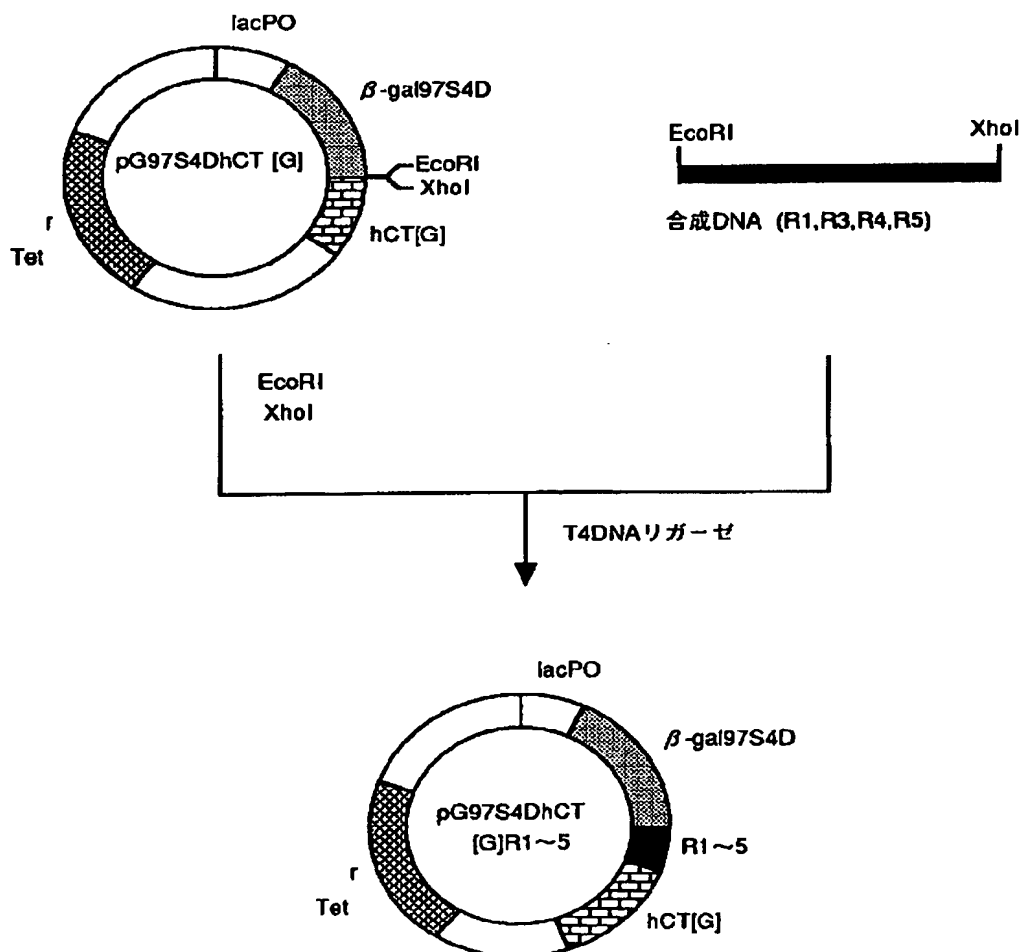 lacPO
β-gal97S4D
pG97S4DhCT [G]
EcoRI
XhoI
hCT[G]
r
Tet
EcoRI
XhoI
合成DNA (R1,R3,R4,R5)
EcoRI
XhoI
T4DNAリガーゼ
lacPO
β-gal97S4D
pG97S4DhCT
[G]R1～5
R1～5
hCT[G]
r
Tet